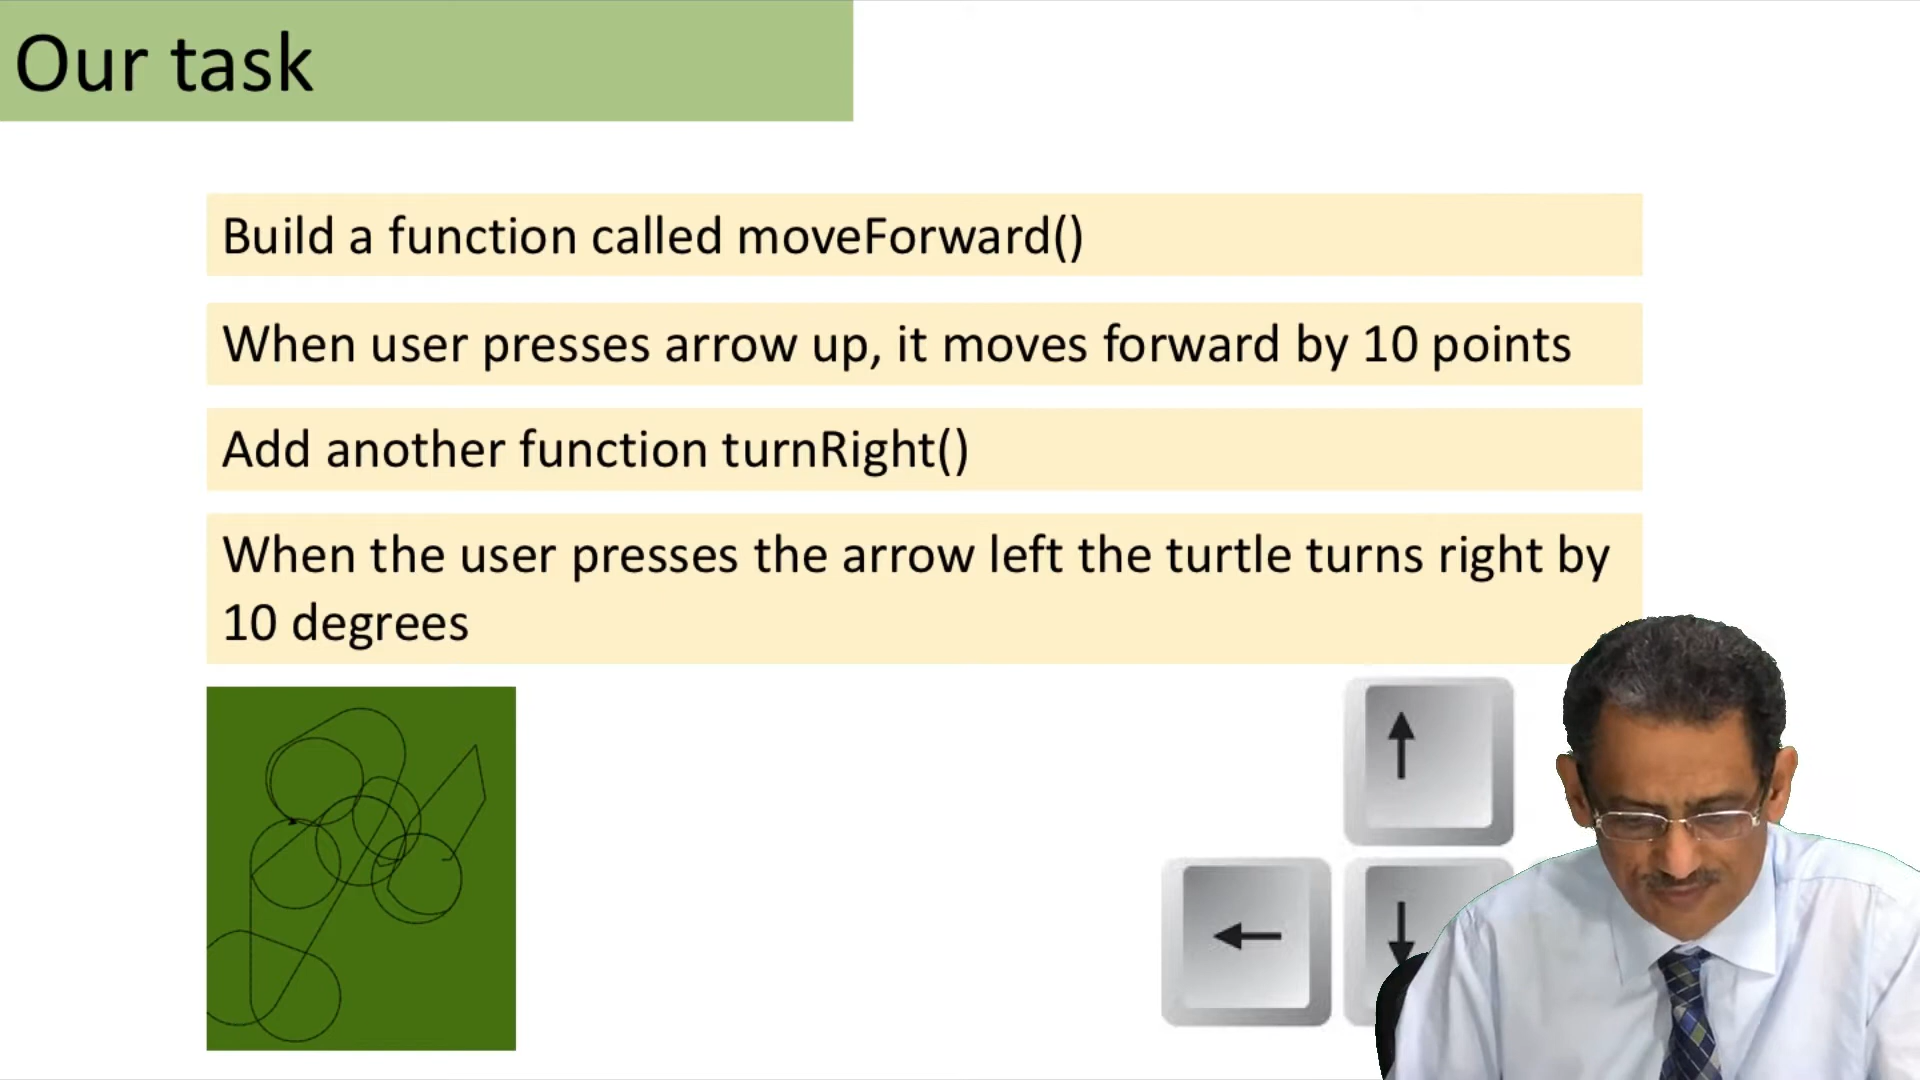 Our task
Build a function called moveForward()
When user presses arrow up, it moves forward by 10 points
Add another function turnRight()
When the user presses the arrow left the turtle turns right by
10 degrees